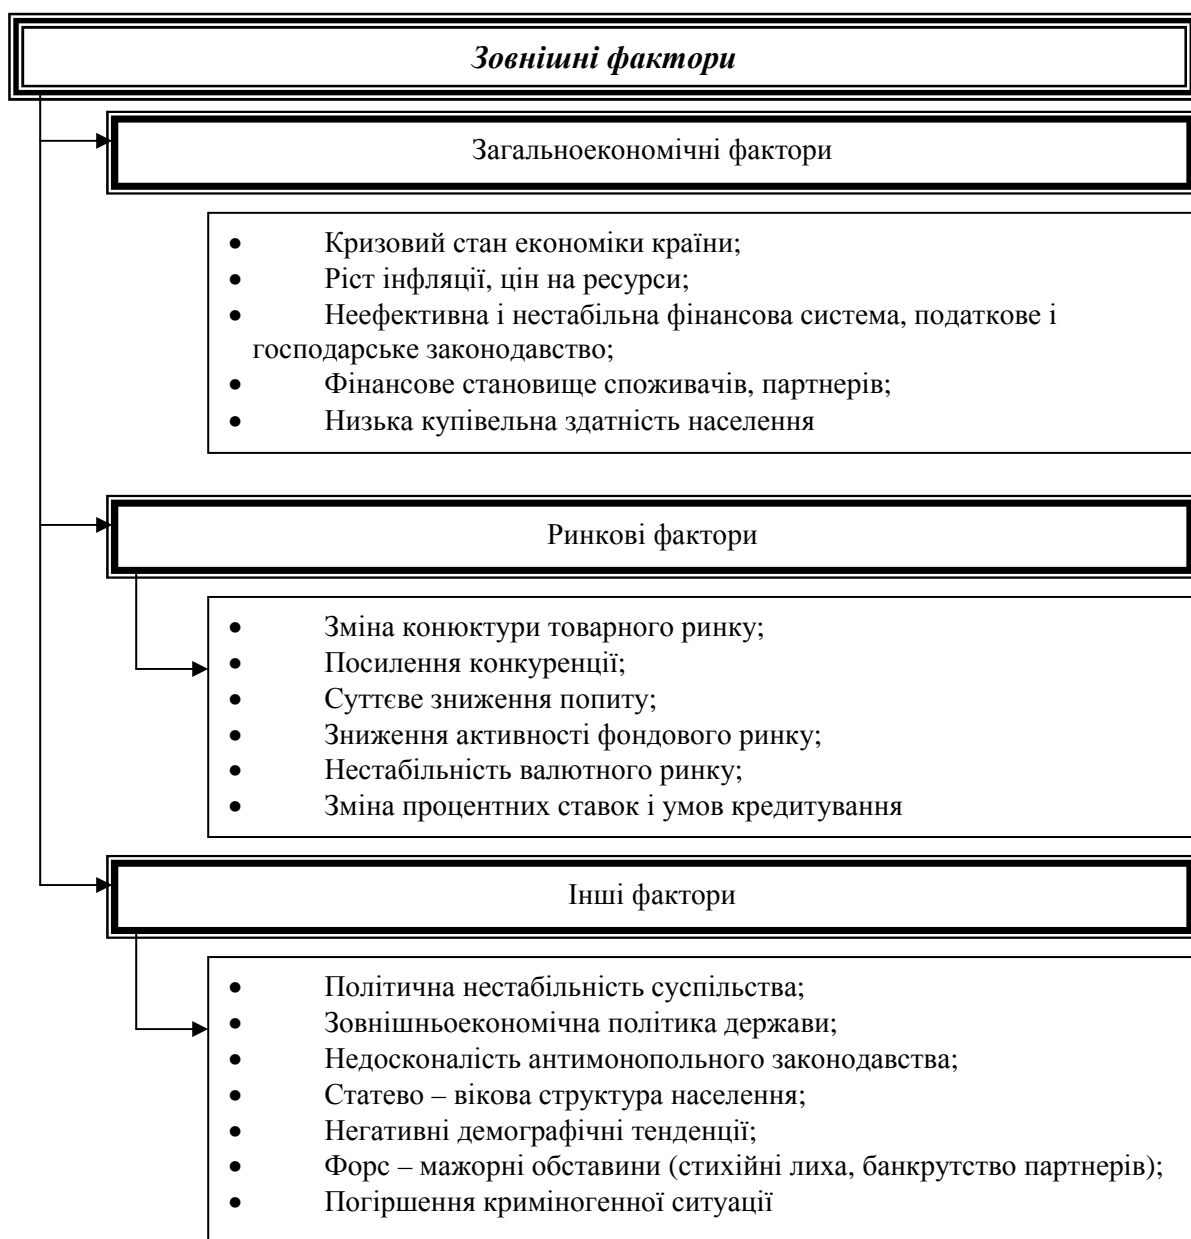 Зовнішні фактори
Загальноекономічні фактори
• Кризовий стан економіки країни;
• Ріст інфляції, цін на ресурси;
• Неефективна і нестабільна фінансова система, податкове і
господарське законодавство;
• Фінансове становище споживачів, партнерів;
• Низька купівельна здатність населення
Ринкові фактори
• Зміна конюктури товарного ринку;
• Посилення конкуренції;
• Суттєве зниження попиту;
• Зниження активності фондового ринку;
• Нестабільність валютного ринку;
• Зміна процентних ставок і умов кредитування
Інші фактори
• Політична нестабільність суспільства;
• Зовнішньоекономічна політика держави;
• Недосконалість антимонопольного законодавства;
• Статево – вікова структура населення;
• Негативні демографічні тенденції;
• Форс – мажорні обставини (стихійні лиха, банкрутство партнерів);
• Погіршення криміногенної ситуації